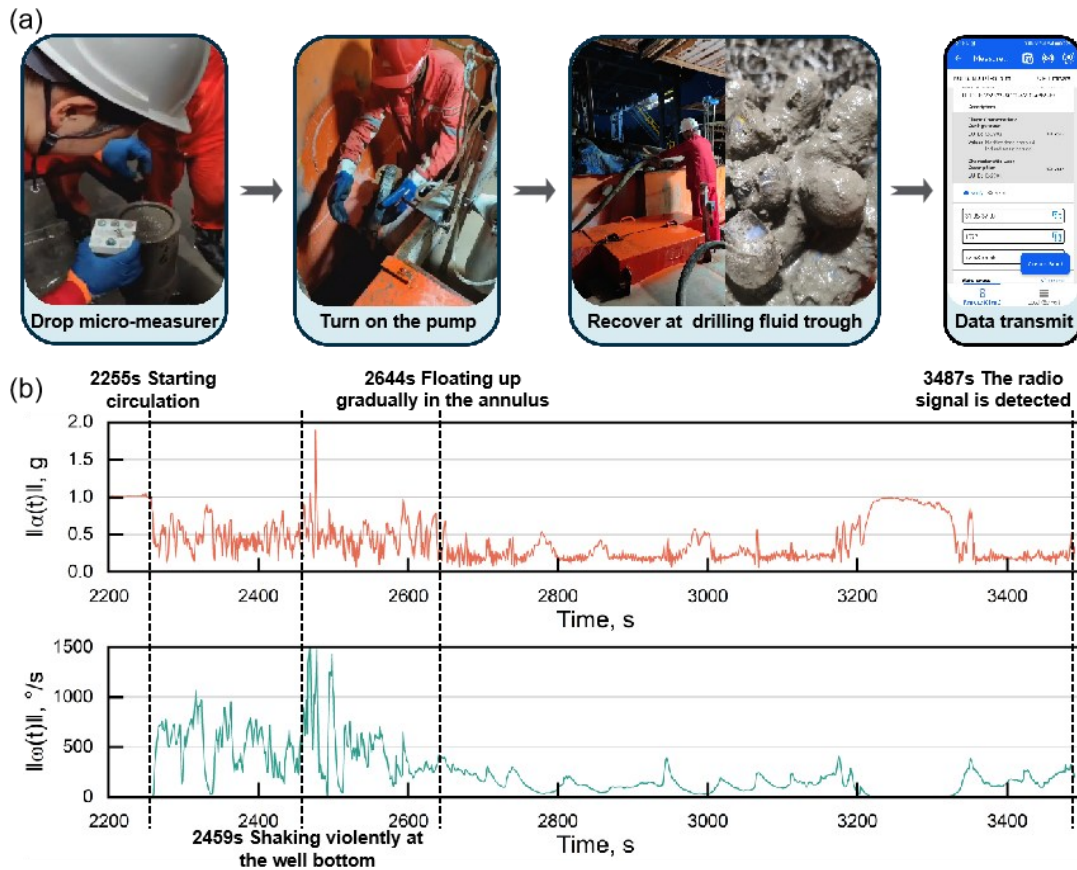 (a)
Measure...
Drop micro-measurer
Turn on the pump
Recover at drilling fluid trough
Data transmit
(b)
2255s Starting
circulation
2644s Floating up
gradually in the annulus
3487s The radio
signal is detected
||α(t)||, g
2.0
1.5
1.0
0.5
0.0
2200 2400 2600 2800 3000 3200 3400
Time, s
||ω(t)||, °/s
1500
1000
500
0
2200 2400 2600 2800 3000 3200 3400
2459s Shaking violently at
the well bottom
Time, s